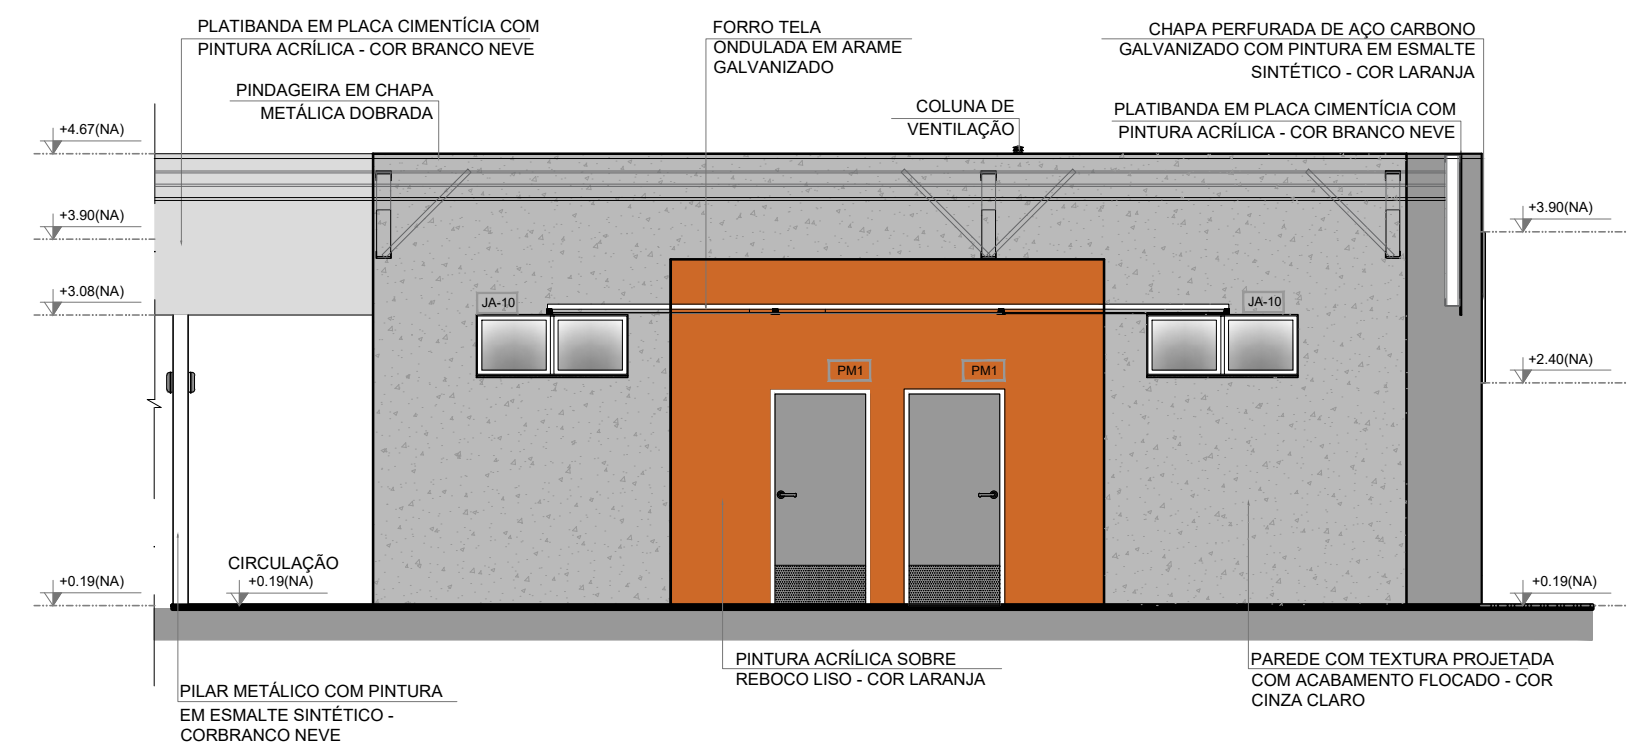 PLATIBANDA EM PLACA CIMENTÍCIA COM
PINTURA ACRÍLICA - COR BRANCO NEVE
PINDAGEIRA EM CHAPA
METÁLICA DOBRADA
FORRO TELA
ONDULADA EM ARAME
GALVANIZADO
COLUNA DE
VENTILAÇÃO
CHAPA PERFURADA DE AÇO CARBONO
GALVANIZADO COM PINTURA EM ESMALTE
SINTÉTICO - COR LARANJA
PLATIBANDA EM PLACA CIMENTÍCIA COM
PINTURA ACRÍLICA - COR BRANCO NEVE
+4.67(NA)
+3.90(NA)
+3.08(NA)
+0.19(NA)
+3.90(NA)
+2.40(NA)
+0.19(NA)
JA-10
JA-10
PM1
PM1
CIRCULAÇÃO
+0.19(NA)
PILAR METÁLICO COM PINTURA
EM ESMALTE SINTÉTICO -
CORBRANCO NEVE
PINTURA ACRÍLICA SOBRE
REBOCO LISO - COR LARANJA
PAREDE COM TEXTURA PROJETADA
COM ACABAMENTO FLOCADO - COR
CINZA CLARO